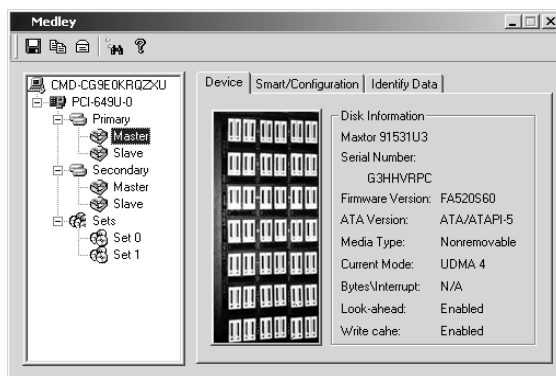 Medley
CMD-CG9E0KRQZXU
PCI-649U-0
Primary
Master
Slave
Secondary
Master
Slave
Sets
Set 0
Set 1
Device
Smart/Configuration
Identify Data
Disk Information
Maxtor 91531U3
Serial Number:
G3HHVRPC
Firmware Version: FA520S60
ATA Version: ATA/ATAPI-5
Media Type: Nonremovable
Current Mode: UDMA 4
Bytes\Interrupt: N/A
Look-ahead: Enabled
Write cahe: Enabled